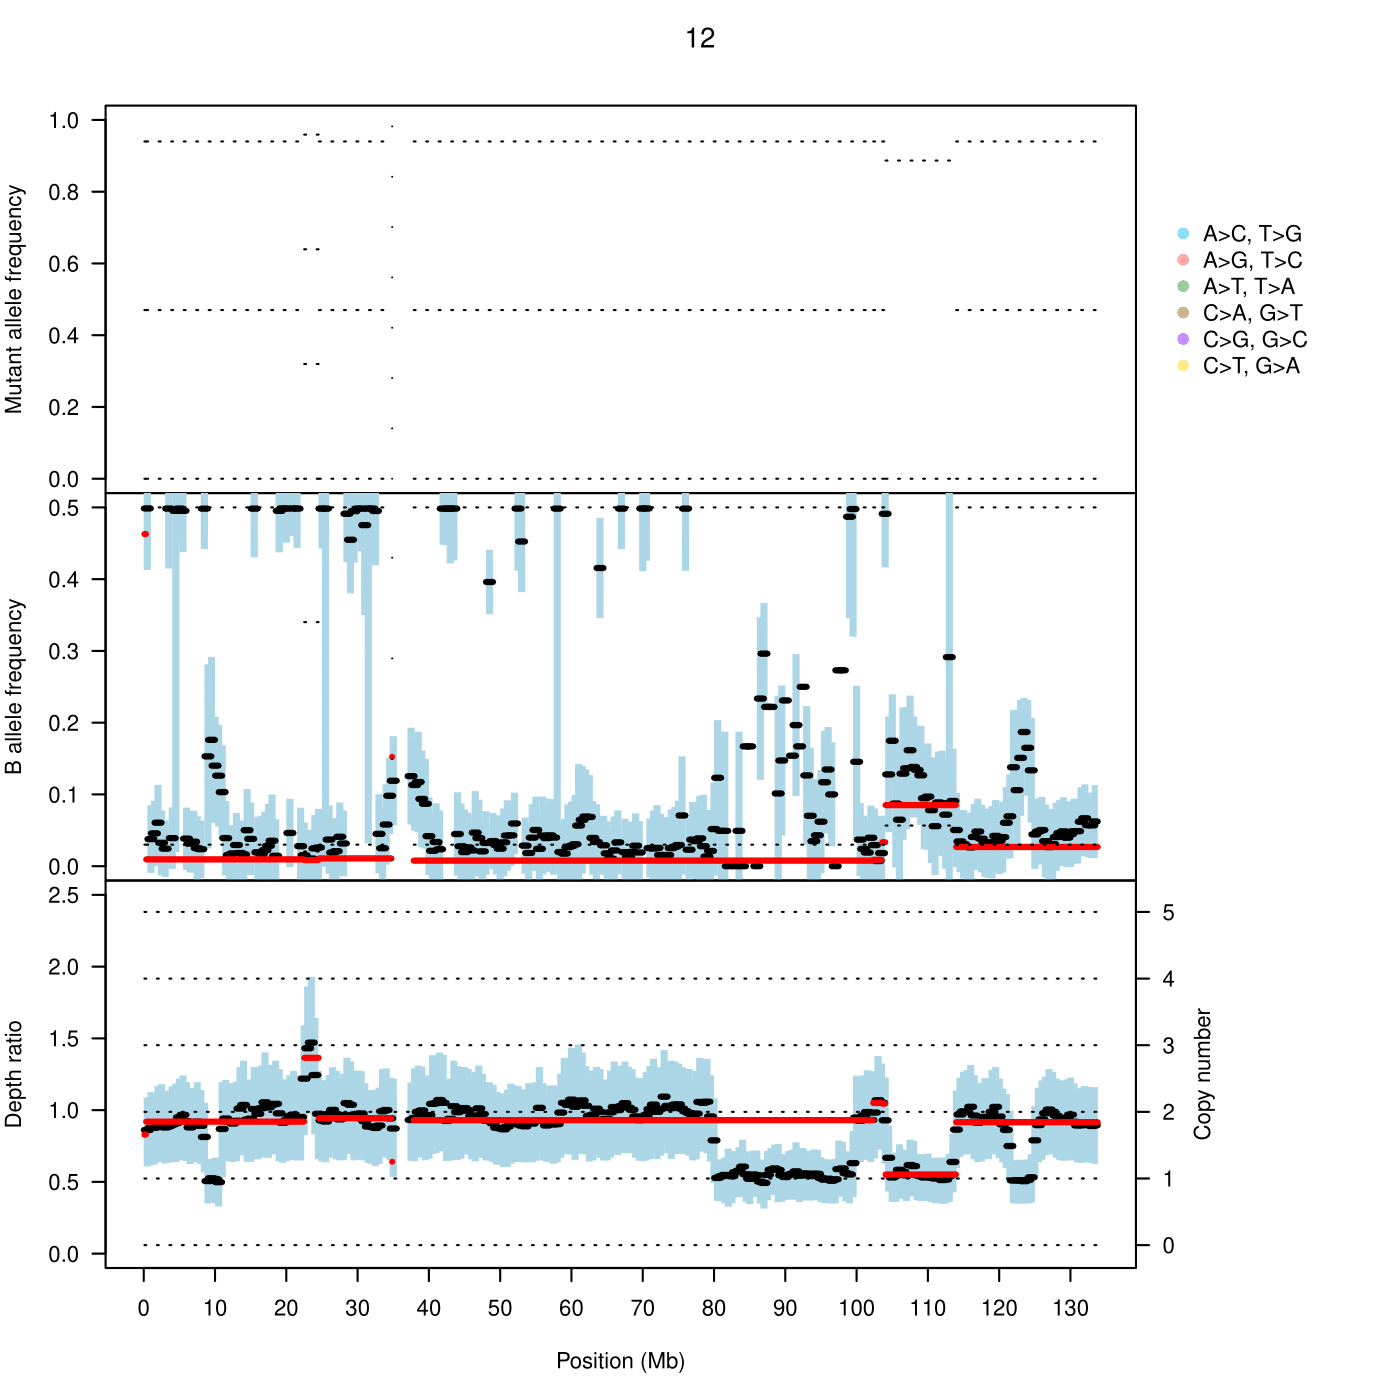 12
Mutant allele frequency
1.0
0.8
0.6
0.4
0.2
0.0
A>C, T>G
A>G, T>C
A>T, T>A
C>A, G>T
C>G, G>C
C>T, G>A
B allele frequency
0.5
0.4
0.3
0.2
0.1
0.0
Depth ratio
2.5
2.0
1.5
1.0
0.5
0.0
5
4
3
2
1
0
Copy number
0 10 20 30 40 50 60 70 80 90 100 110 120 130
Position (Mb)